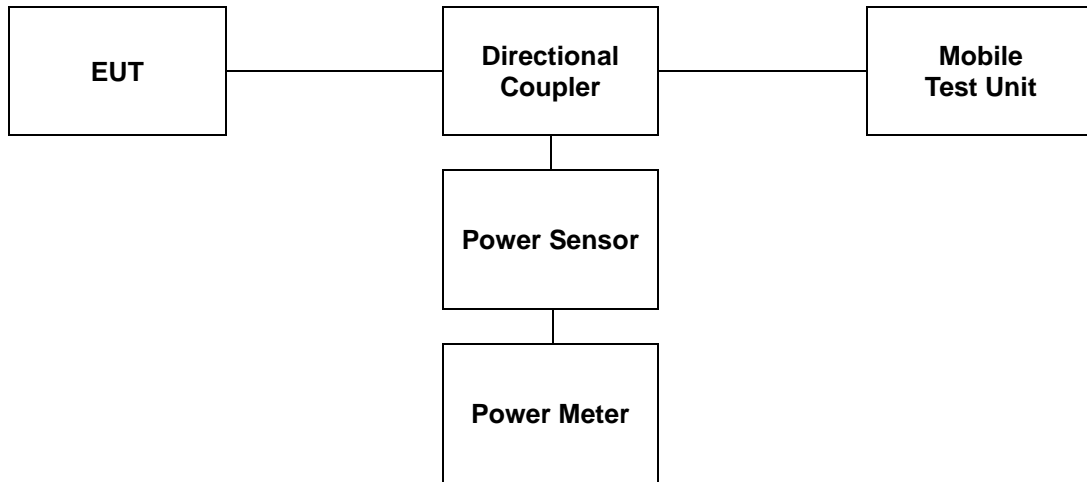 EUT
Directional
Coupler
Mobile
Test Unit
Power Sensor
Power Meter